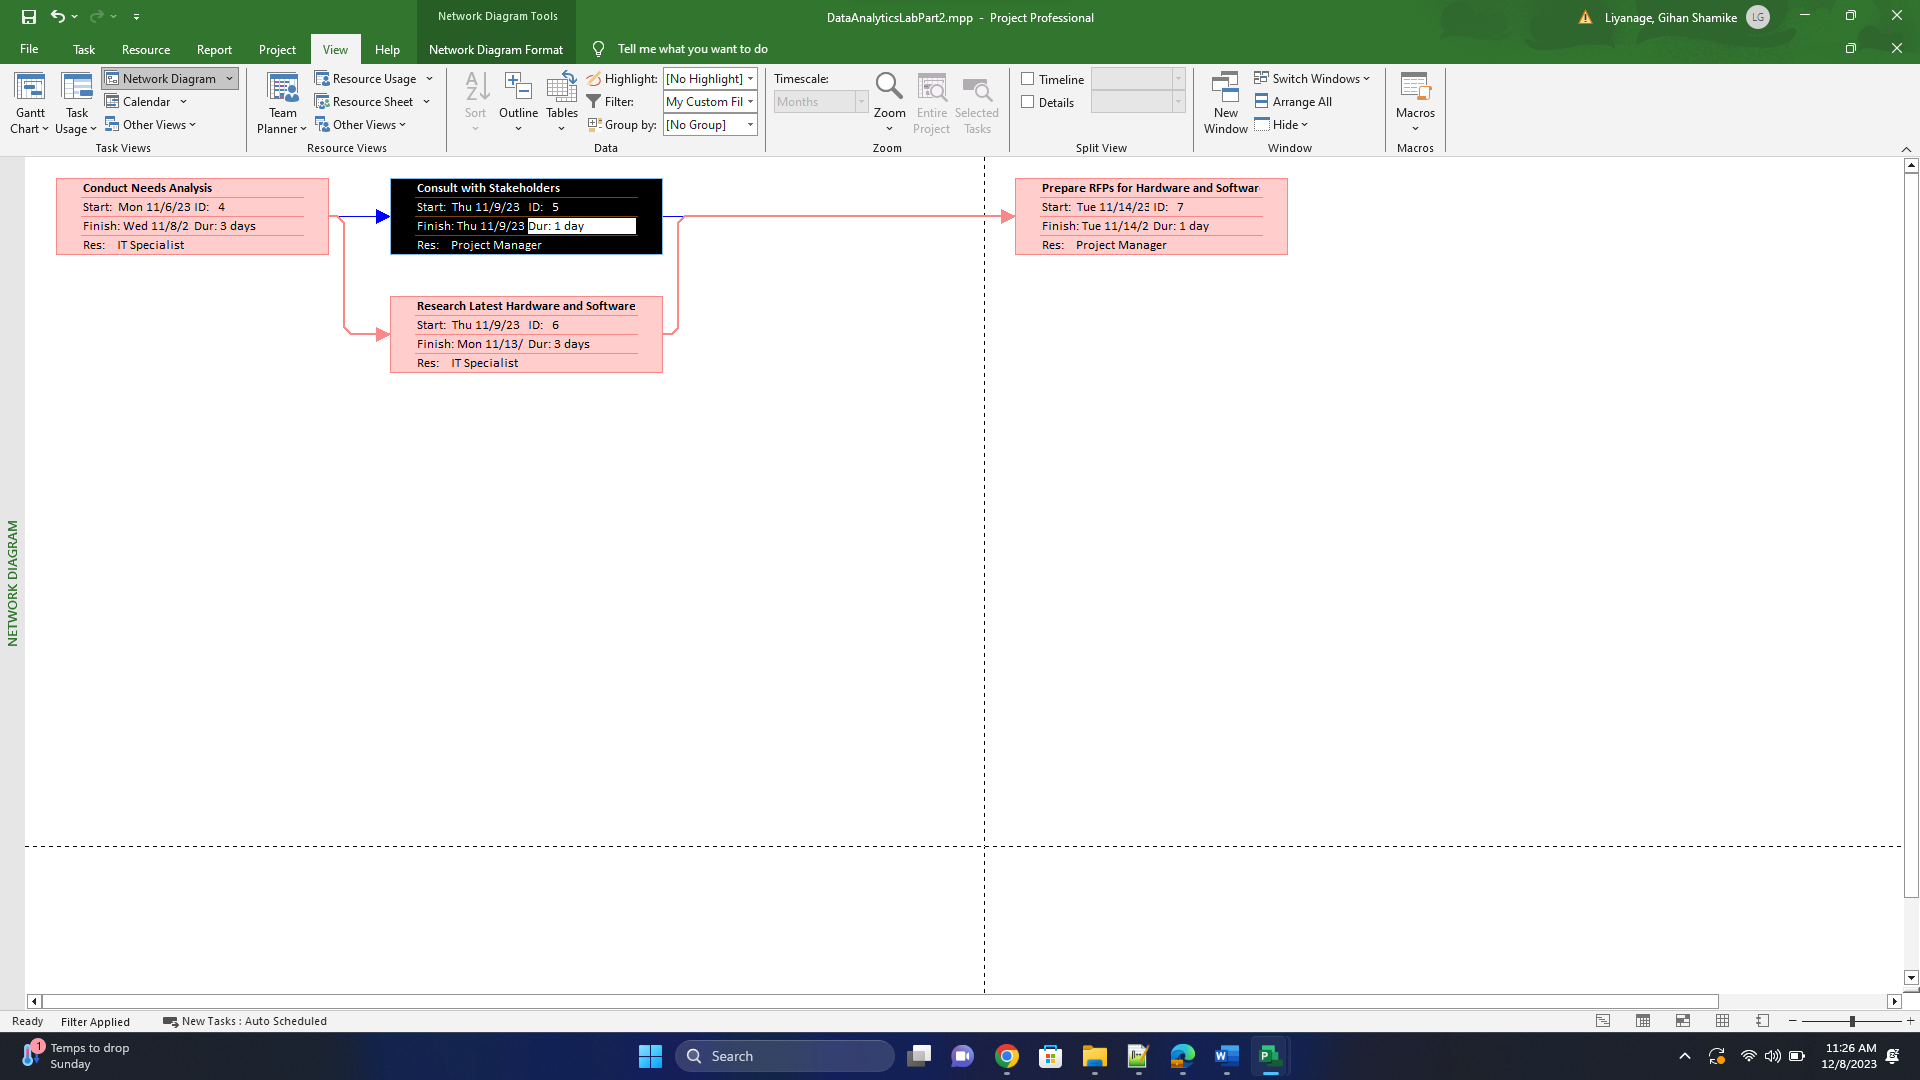 Network Diagram Tools
DataAnalyticsLabPart2.mpp - Project Professional
Liyanage, Gihan Shamike
LG
File
Task
Resource
Report
Project
View
Help
Network Diagram Format
Tell me what you want to do
Gantt
Chart
Task
Usage
Network Diagram
Calendar
Other Views
Task Views
Team
Planner
Resource Usage
Resource Sheet
Other Views
Resource Views
Sort
Outline
Tables
Highlight: [No Highlight]
Filter: My Custom Fil
Group by: [No Group]
Data
Timescale:
Months
Zoom
Entire
Project
Selected
Tasks
Zoom
Timeline
Details
Split View
New
Window
Switch Windows
Arrange All
Hide
Window
Macros
Macros
NETWORK DIAGRAM
Conduct Needs Analysis
Start: Mon 11/6/23 ID: 4
Finish: Wed 11/8/2 Dur: 3 days
Res: IT Specialist
Consult with Stakeholders
Start: Thu 11/9/23 ID: 5
Finish: Thu 11/9/23 Dur: 1 day
Res: Project Manager
Research Latest Hardware and Software
Start: Thu 11/9/23 ID: 6
Finish: Mon 11/13/ Dur: 3 days
Res: IT Specialist
Prepare RFPs for Hardware and Softwar
Start: Tue 11/14/23 ID: 7
Finish: Tue 11/14/2 Dur: 1 day
Res: Project Manager
Ready
Filter Applied
New Tasks : Auto Scheduled
1
Temps to drop
Sunday
Search
11:26 AM
12/8/2023